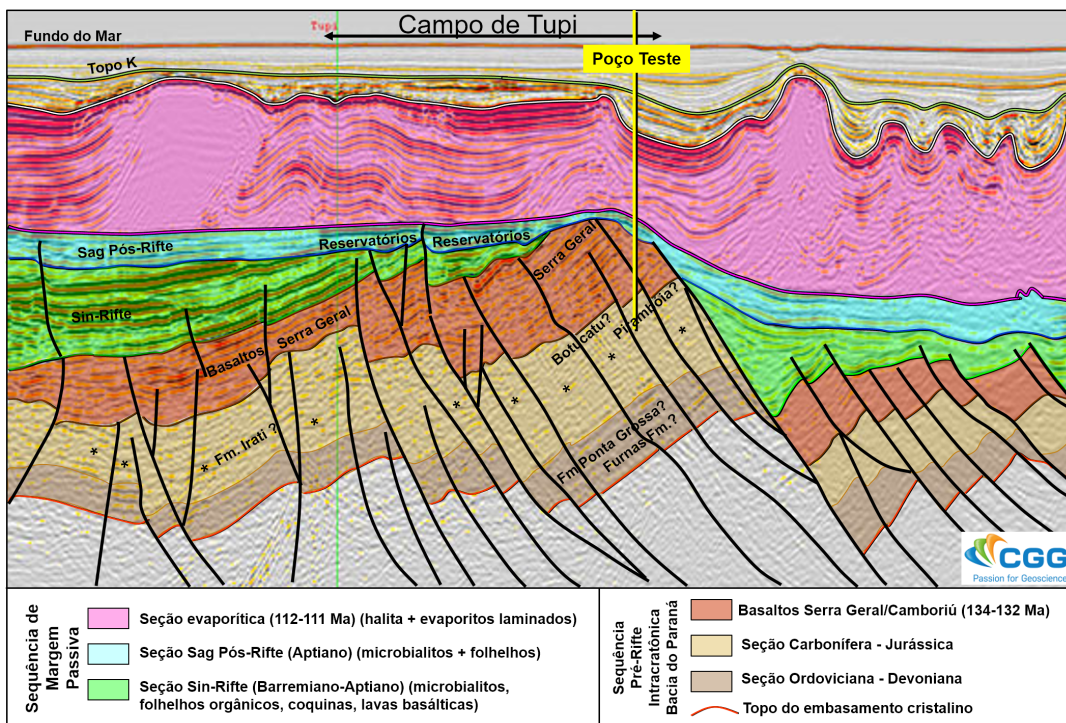 Tupi
Campo de Tupi
Fundo do Mar
Poço Teste
Topo K
Sag Pós-Rifte
Reservatórios
Reservatórios
Serra Geral
Sin-Rifte
Basaltos Serra Geral
Botucatu?
Pirambóia?
Fm. Irati ?
Fm Ponta Grossa?
Furnas Fm.?
CGG
Passion for Geoscience
Sequência de
Margem
Passiva
Seção evaporítica (112-111 Ma) (halita + evaporitos laminados)
Seção Sag Pós-Rifte (Aptiano) (microbialitos + folhelhos)
Seção Sin-Rifte (Barremiano-Aptiano) (microbialitos,
folhelhos orgânicos, coquinas, lavas basálticas)
Sequência
Pré-Rifte
Intracratônica
Bacia do Paraná
Basaltos Serra Geral/Camboriú (134-132 Ma)
Seção Carbonífera - Jurássica
Seção Ordoviciana - Devoniana
Topo do embasamento cristalino